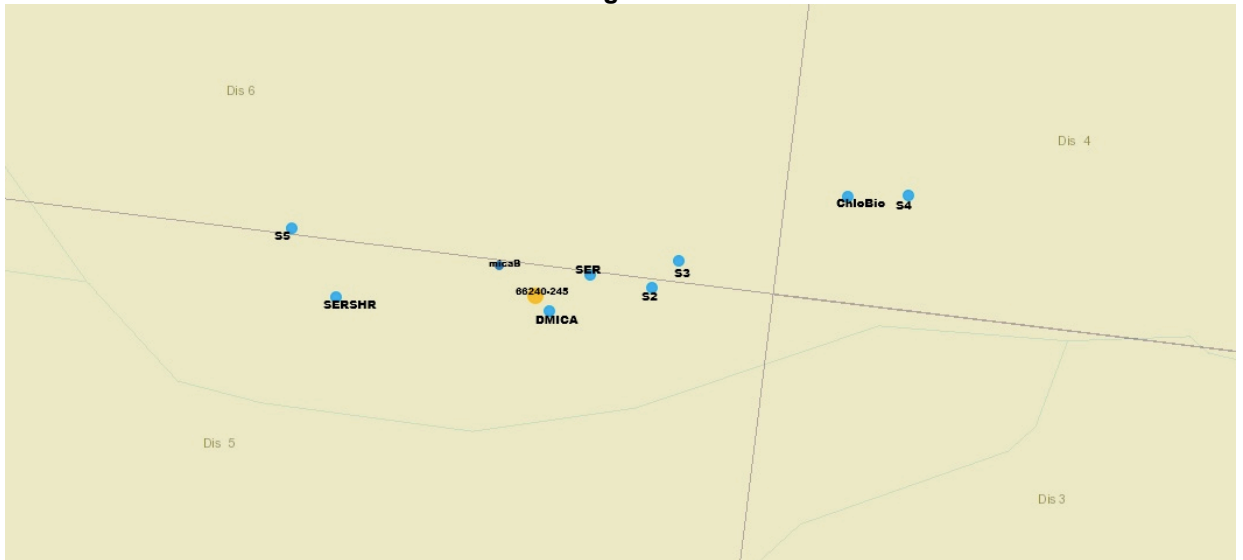 g
Dis 6
Dis 4
ChloBio
S4
S5
micaB
SER
S3
66240-245
S2
SERSHR
DMICA
Dis 5
Dis 3